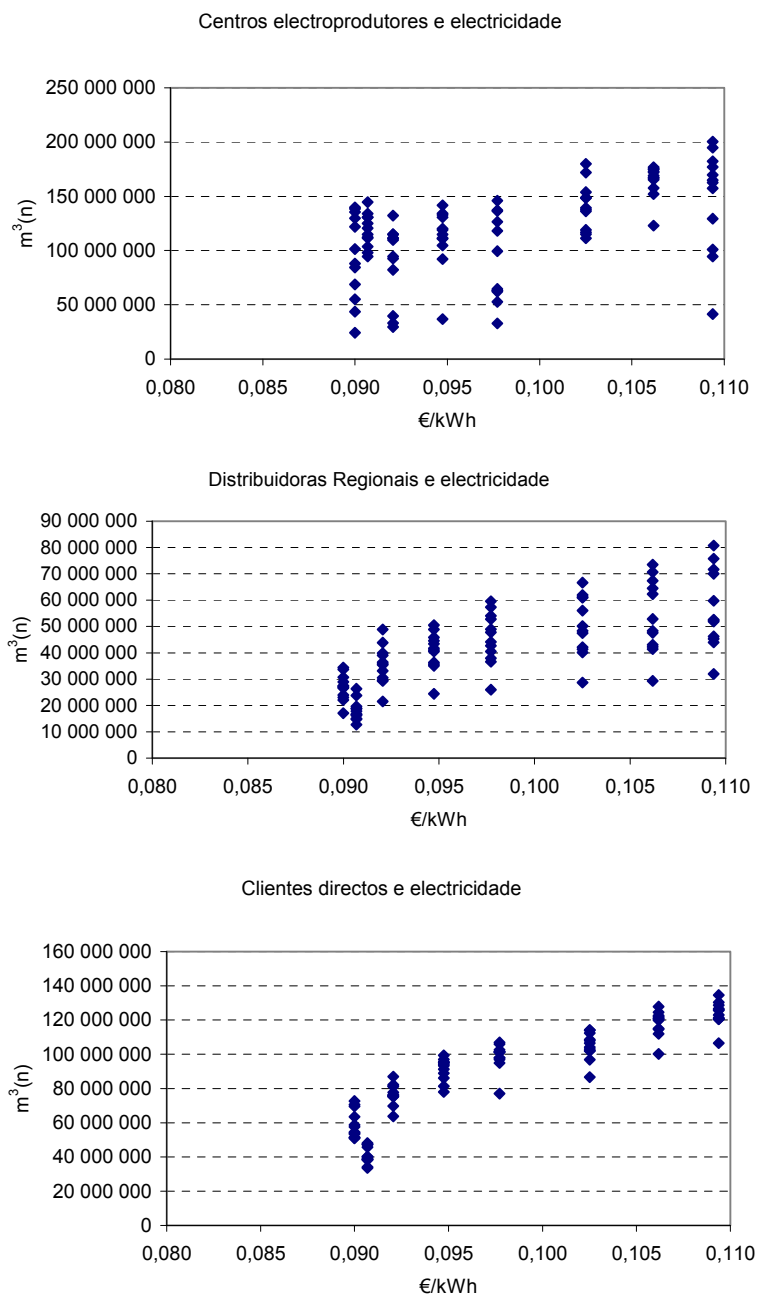 Centros electroprodutores e electricidade
250 000 000
200 000 000
150 000 000
100 000 000
50 000 000
0
m³(n)
0,080 0,085 0,090 0,095 0,100 0,105 0,110
€/kWh
Distribuidoras Regionais e electricidade
90 000 000
80 000 000
70 000 000
60 000 000
50 000 000
40 000 000
30 000 000
20 000 000
10 000 000
0
m³(n)
0,080 0,085 0,090 0,095 0,100 0,105 0,110
€/kWh
Clientes directos e electricidade
160 000 000
140 000 000
120 000 000
100 000 000
80 000 000
60 000 000
40 000 000
20 000 000
0
m³(n)
0,080 0,085 0,090 0,095 0,100 0,105 0,110
€/kWh